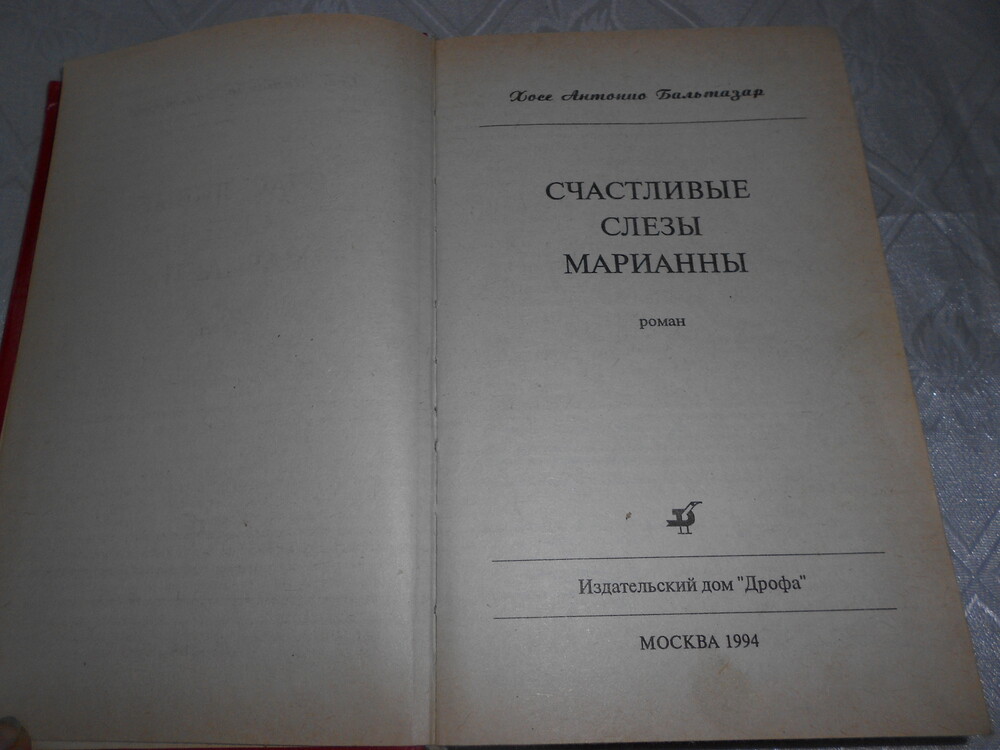 Хосе Антонио Бальтазар
СЧАСТЛИВЫЕ
СЛЕЗЫ
МАРИАННЫ
роман
Издательский дом "Дрофа"
МОСКВА 1994